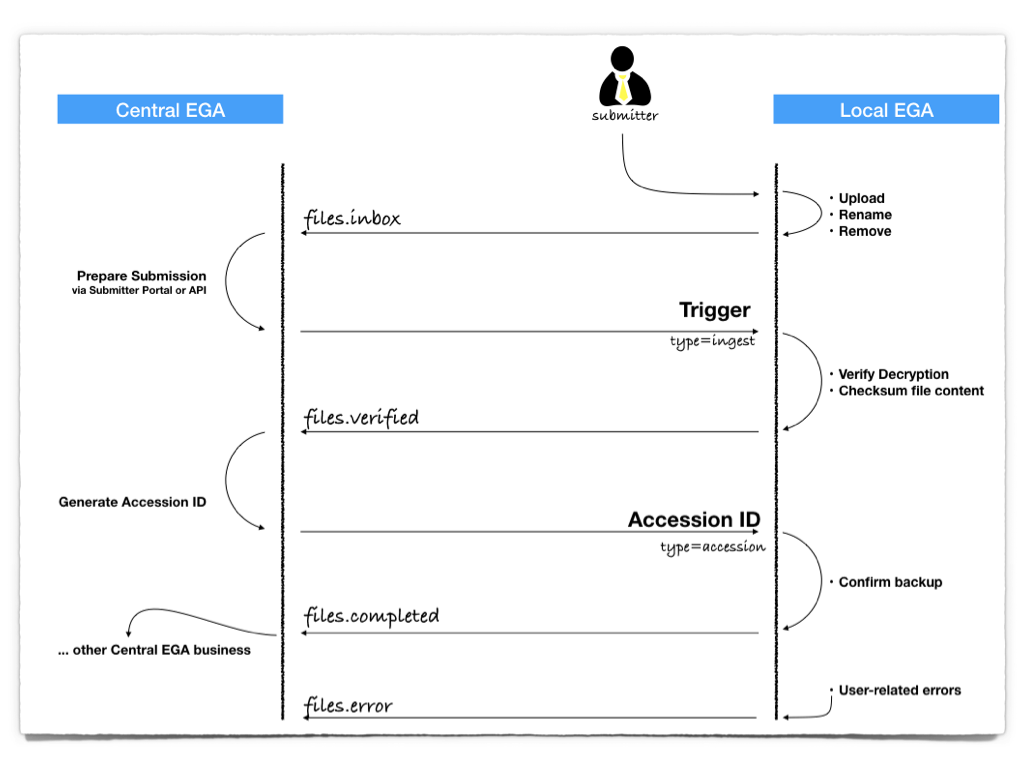 submitter
Central EGA
Local EGA
• Upload
• Rename
• Remove
files.inbox
Prepare Submission
via Submitter Portal or API
Trigger
type=ingest
• Verify Decryption
• Checksum file content
files.verified
Generate Accession ID
Accession ID
type=accession
• Confirm backup
files.completed
... other Central EGA business
• User-related errors
files.error